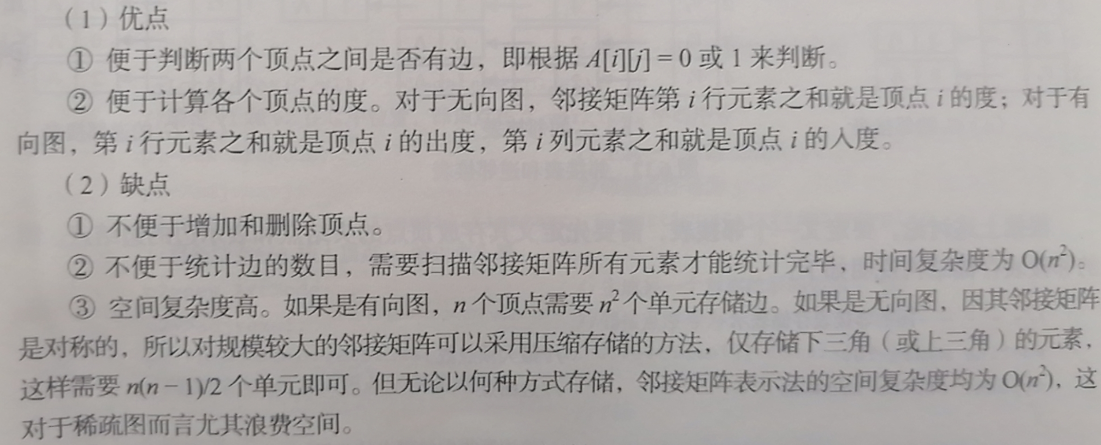 （1）优点
① 便于判断两个顶点之间是否有边，即根据 A[i][j] = 0 或 1 来判断。
② 便于计算各个顶点的度。对于无向图，邻接矩阵第 i 行元素之和就是顶点 i 的度；对于有
向图，第 i 行元素之和就是顶点 i 的出度，第 i 列元素之和就是顶点 i 的入度。
（2）缺点
① 不便于增加和删除顶点。
② 不便于统计边的数目，需要扫描邻接矩阵所有元素才能统计完毕，时间复杂度为 O(n²)。
③ 空间复杂度高。如果是有向图，n 个顶点需要 n² 个单元存储边。如果是无向图，因其邻接矩阵
是对称的，所以对规模较大的邻接矩阵可以采用压缩存储的方法，仅存储下三角（或上三角）的元素，
这样需要 n(n − 1)/2 个单元即可。但无论以何种方式存储，邻接矩阵表示法的空间复杂度均为 O(n²)，这
对于稀疏图而言尤其浪费空间。